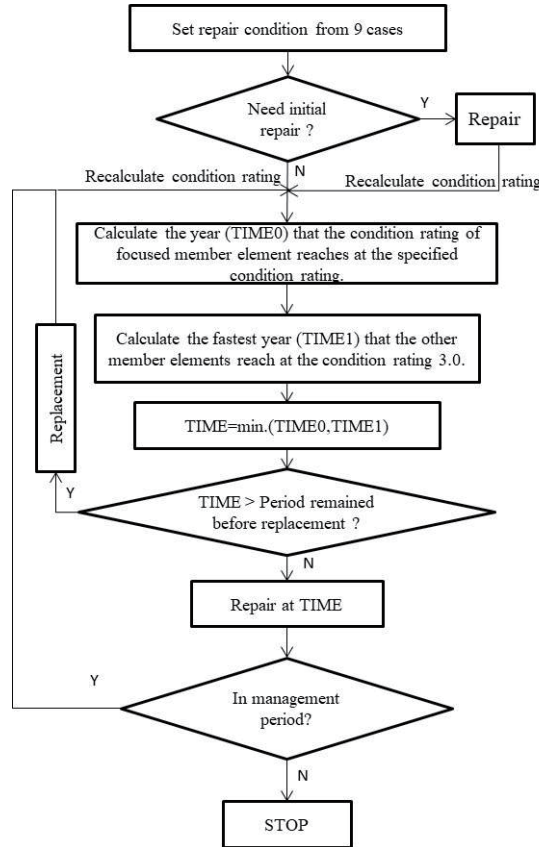 Set repair condition from 9 cases
Need initial
repair ?
Y
Repair
N
Recalculate condition rating
Recalculate condition rating
Calculate the year (TIME0) that the condition rating of
focused member element reaches at the specified
condition rating.
Calculate the fastest year (TIME1) that the other
member elements reach at the condition rating 3.0.
Replacement
TIME=min.(TIME0,TIME1)
Y
TIME > Period remained
before replacement ?
N
Repair at TIME
Y
In management
period?
N
STOP